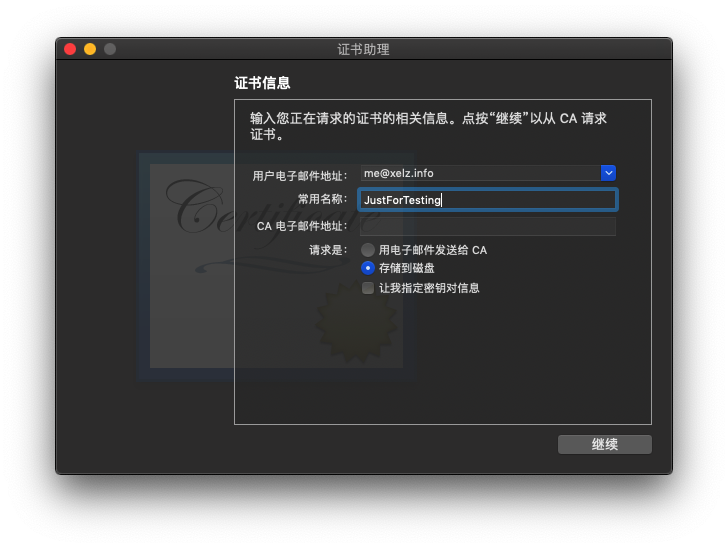 证书助理
证书信息
输入您正在请求的证书的相关信息。点按“继续”以从 CA 请求
证书。
用户电子邮件地址： me@xelz.info
常用名称： JustForTesting
CA 电子邮件地址：
请求是： 用电子邮件发送给 CA
存储到磁盘
让我指定密钥对信息
Certificate
继续